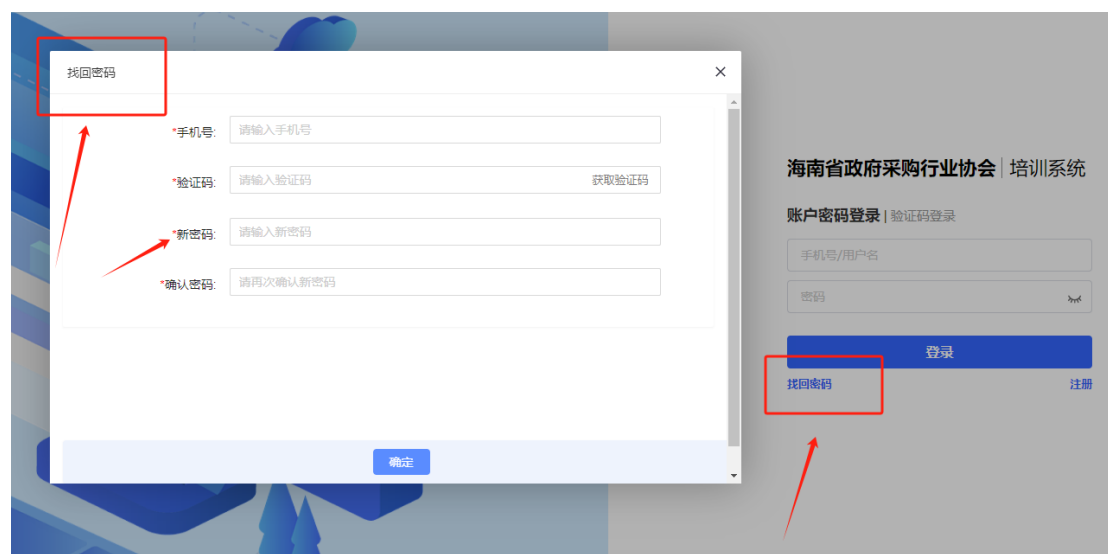 找回密码
*手机号:
请输入手机号
*验证码:
请输入验证码
获取验证码
*新密码:
请输入新密码
*确认密码:
请再次确认新密码
确定
海南省政府采购行业协会|培训系统
账户密码登录|验证码登录
手机号/用户名
密码
登录
找回密码
注册